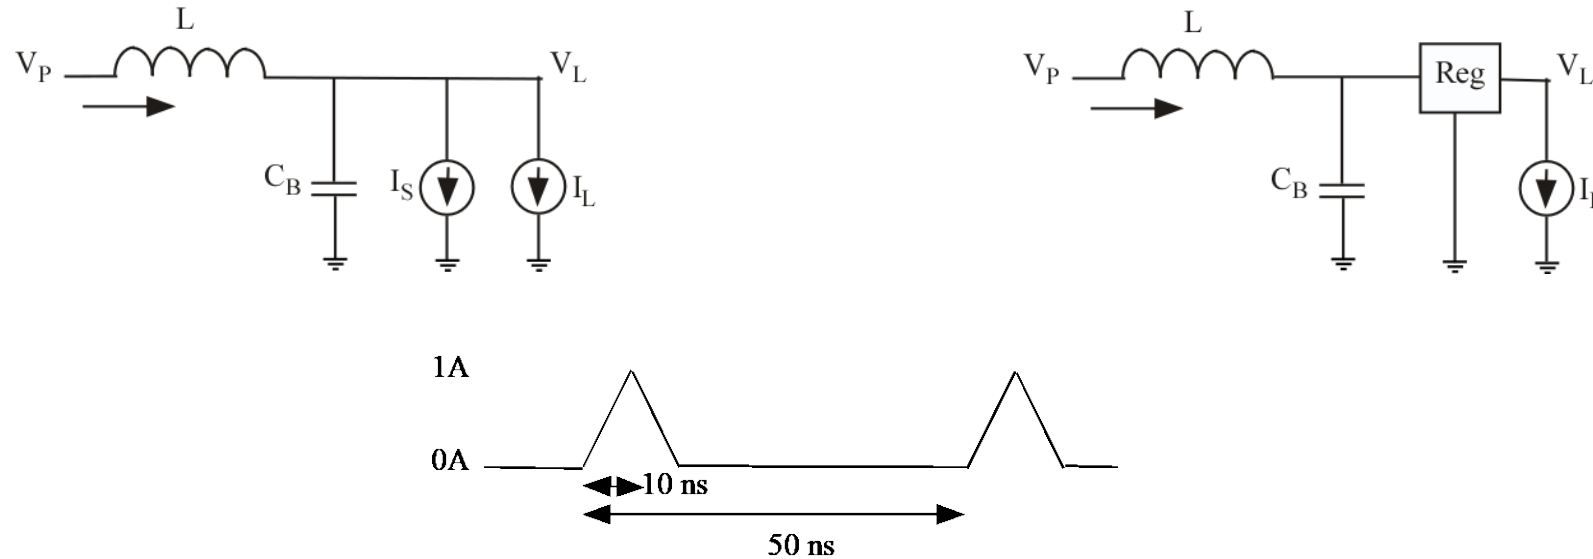 L
V_P
V_L
C_B
I_S
I_L
L
V_P
Reg
V_L
C_B
1A
0A
10 ns
50 ns